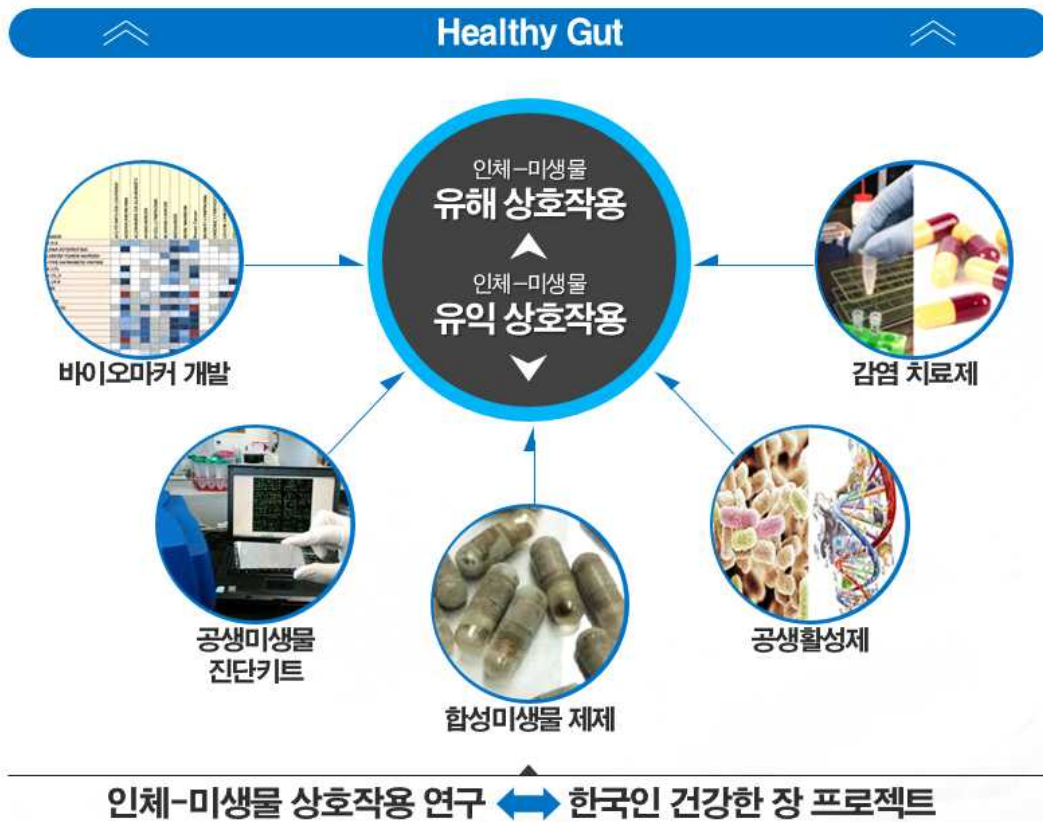 Healthy Gut
인체-미생물
유해 상호작용
인체-미생물
유익 상호작용
바이오마커 개발
감염 치료제
공생미생물
진단키트
공생활성제
합성미생물 제제
인체-미생물 상호작용 연구 한국인 건강한 장 프로젝트